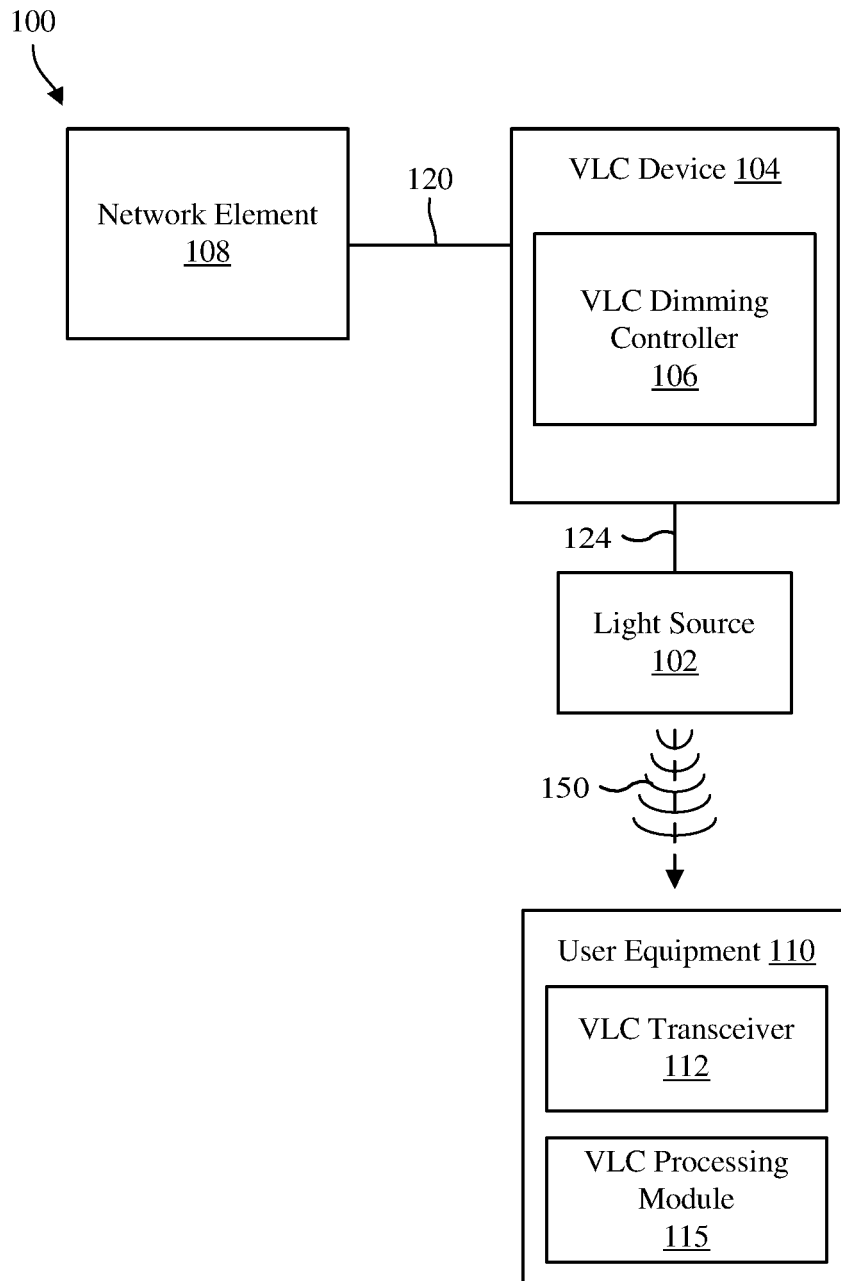 100
Network Element
108
120
VLC Device 104
VLC Dimming
Controller
106
124
Light Source
102
150
User Equipment 110
VLC Transceiver
112
VLC Processing
Module
115